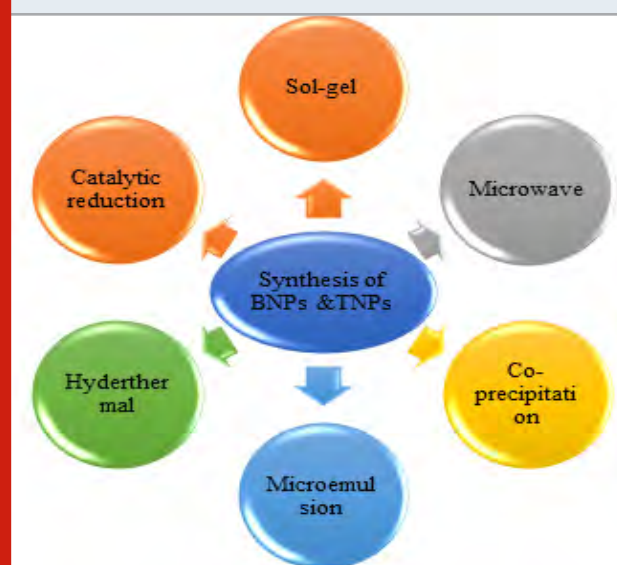 Sol-gel
Catalytic
reduction
Microwave
Synthesis of
BNPs &TNPs
Hyderther
mal
Co-
precipitati
on
Microemul
sion